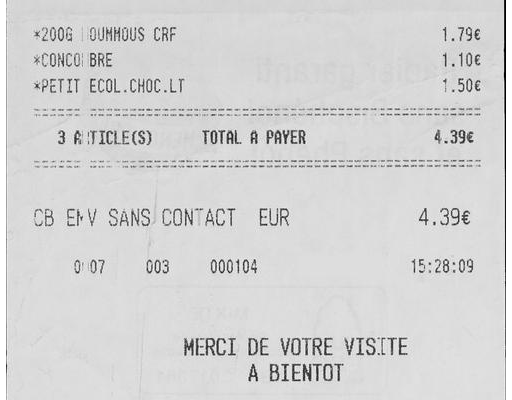 *200G HOUMMOUS CRF 1.79€
*CONCOMBRE 1.10€
*PETIT ECOL.CHOC.LT 1.50€
3 ARTICLE(S) TOTAL A PAYER 4.39€
CB EMV SANS CONTACT EUR 4.39€
0007 003 000104 15:28:09
MERCI DE VOTRE VISITE
A BIENTOT